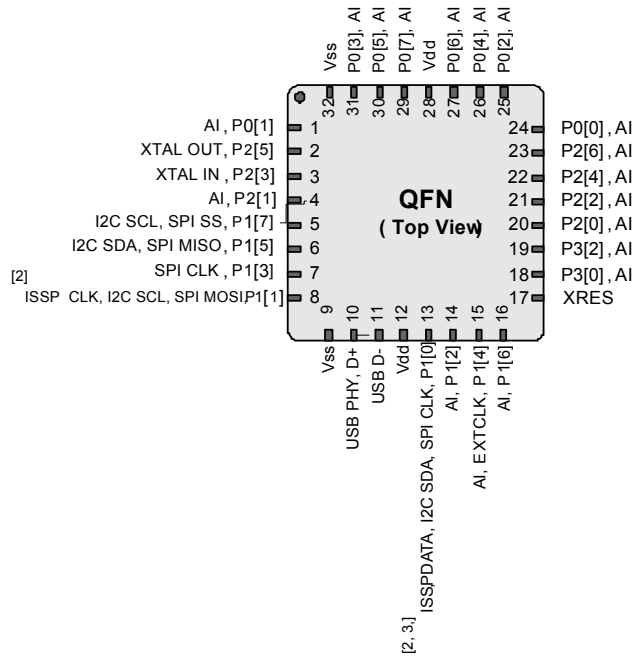 Vss
P0[3], AI
P0[5], AI
P0[7], AI
Vdd
P0[6], AI
P0[4], AI
P0[2], AI
32
31
30
29
28
27
26
25
AI, P0[1] 1
XTAL OUT, P2[5] 2
XTAL IN, P2[3] 3
AI, P2[1] 4
I2C SCL, SPI SS, P1[7] 5
I2C SDA, SPI MISO, P1[5] 6
SPI CLK, P1[3] 7
[2]
ISSP CLK, I2C SCL, SPI MOSI,P1[1] 8
QFN
( Top View)
24 P0[0], AI
23 P2[6], AI
22 P2[4], AI
21 P2[2], AI
20 P2[0], AI
19 P3[2], AI
18 P3[0], AI
17 XRES
9
10
11
12
13
14
15
16
Vss
USB PHY, D+
USB D-
Vdd
ISSPDATA, I2C SDA, SPI CLK, P1[0]
AI, P1[2]
AI, EXTCLK, P1[4]
AI, P1[6]
[2, 3.]